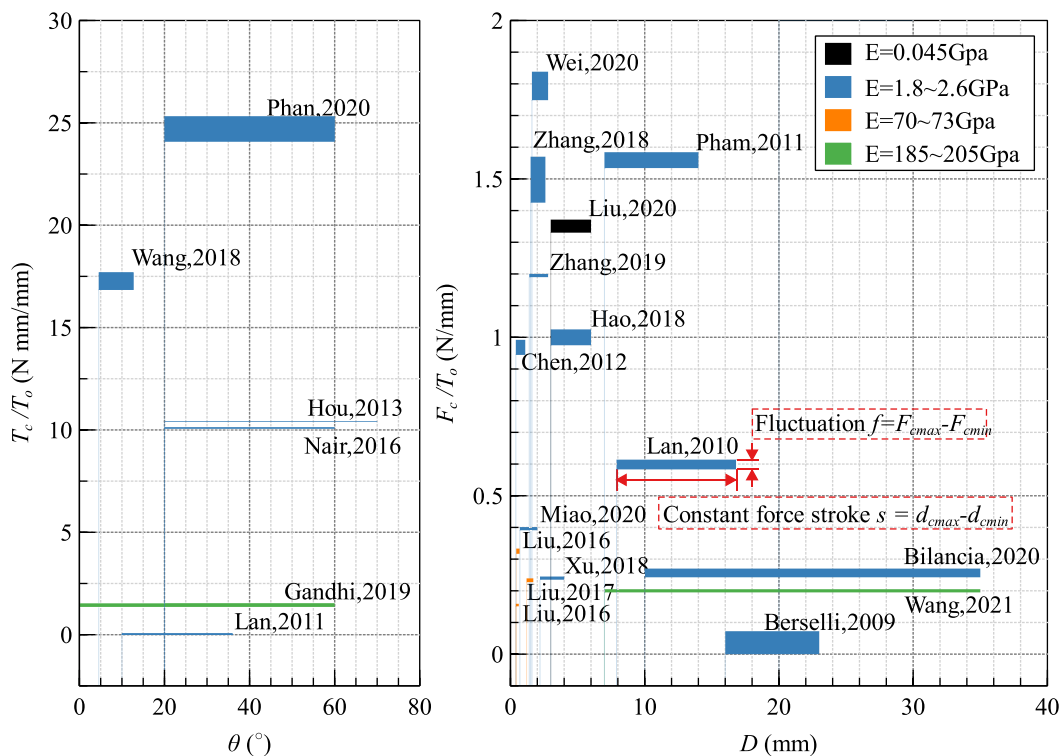 30
25
20
15
10
5
0
T_c/T_o (N mm/mm)
0
20
40
60
80
θ (°)
Phan,2020
Wang,2018
Hou,2013
Nair,2016
Gandhi,2019
Lan,2011
2
1.5
1
0.5
0
F_c/T_o (N/mm)
0
10
20
30
40
D (mm)
E=0.045Gpa
E=1.8~2.6GPa
E=70~73Gpa
E=185~205Gpa
Wei,2020
Zhang,2018
Pham,2011
Liu,2020
Zhang,2019
Hao,2018
Chen,2012
Fluctuation f=F_cmax-F_cmin
Lan,2010
Constant force stroke s = d_cmax-d_cmin
Miao,2020
Liu,2016
Xu,2018
Bilancia,2020
Liu,2017
Wang,2021
Liu,2016
Berselli,2009